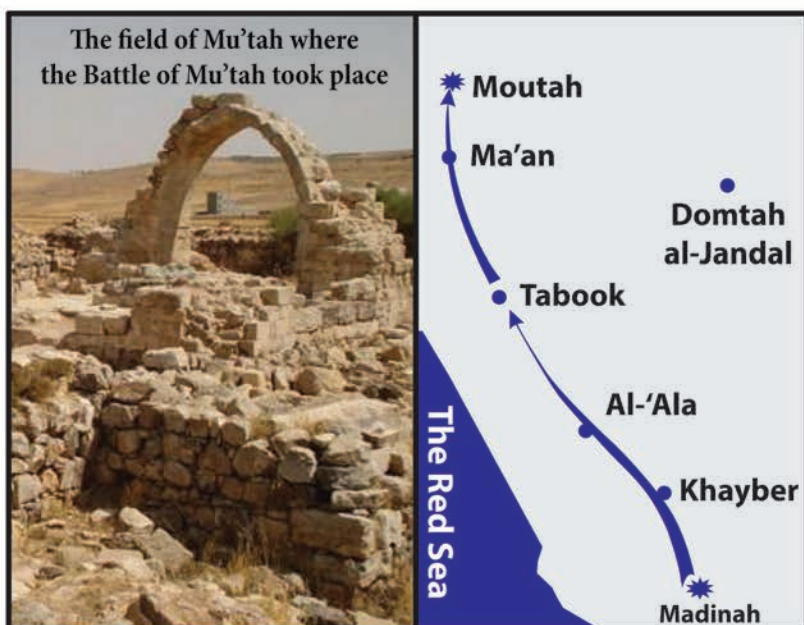 The field of Mu'tah where
the Battle of Mu'tah took place
Moutah
Ma'an
Domtah
al-Jandal
Tabook
Al-'Ala
Khayber
The Red Sea
Madinah